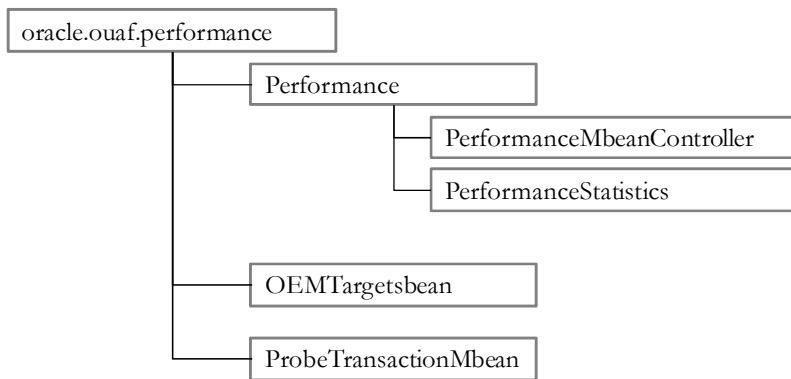 oracle.ouaf.performance
Performance
PerformanceMbeanController
PerformanceStatistics
OEMTargetsbean
ProbeTransactionMbean